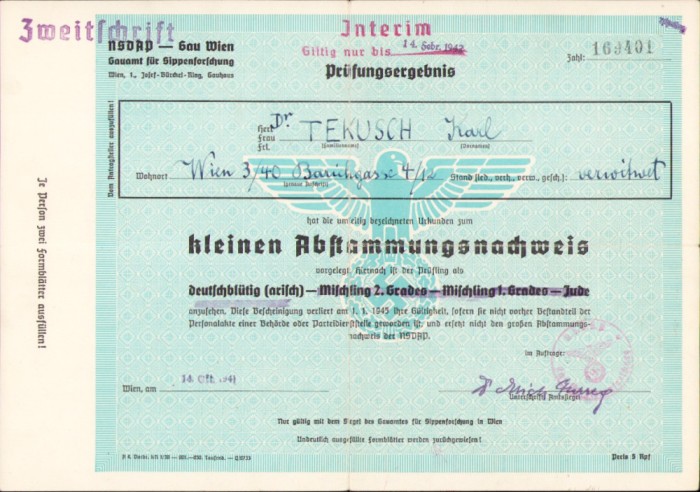 Zweitschrift
NSDAP — Gau Wien
Gauamt für Sippenforschung
Wien, 1., Josef-Bürckel-Ring, Gauhaus
Interim
Giltig nur bis 14. Febr. 1942
Prüfungsergebnis
Zahl: 169401
Vom Antragsteller auszufüllen!
Herr Dr TEKUSCH Karl
Frau (Familienname) (Vorname)
Frl.
Wohnort Wien 3/40 Barichgasse 4/12 Stand (led., verh., verw., gesch.): verwitwet
(genaue Anschrift)
hat die umseitig bezeichneten Urkunden zum
kleinen Abstammungsnachweis
vorgelegt. Hiernach ist der Prüfling als
deutschblütig (arisch) — Mischling 2. Grades — Mischling 1. Grades — Jude
anzusehen. Diese Bescheinigung verliert am 1. 1. 1945 ihre Gültigkeit, sofern sie nicht vorher Bestandteil der
Personalakte einer Behörde oder Parteidienststelle geworden ist, und ersetzt nicht den großen Abstammungs-
nachweis der NSDAP.
Im Auftrage:
Wien, am 14. Okt. 1941
Unterschrift Amtssiegel
Nur gültig mit dem Siegel des Gauamtes für Sippenforschung in Wien
Undeutlich ausgefüllte Formblätter werden zurückgewiesen!
Preis 5 Rpf
Je Person zwei Formblätter ausfüllen!